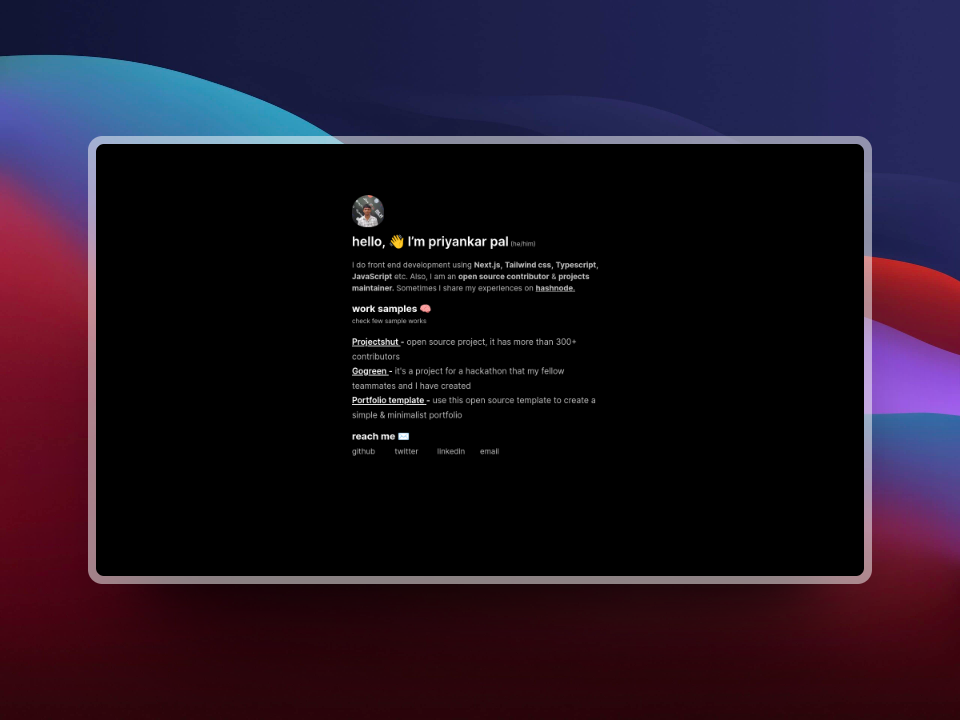 hello, 👋 I'm priyankar pal (he/him)
I do front end development using Next.js, Tailwind css, Typescript,
JavaScript etc. Also, I am an open source contributor & projects
maintainer. Sometimes I share my experiences on hashnode.
work samples 🧠
check few sample works
Projectshut - open source project, it has more than 300+
contributors
Gogreen - it's a project for a hackathon that my fellow
teammates and I have created
Portfolio template - use this open source template to create a
simple & minimalist portfolio
reach me ✉️
github twitter linkedin email